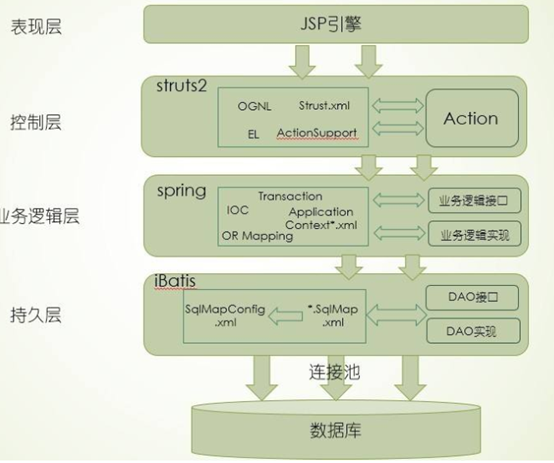 表现层
JSP引擎
struts2
控制层
OGNL Strust.xml
EL ActionSupport
Action
spring
业务逻辑层
Transaction
IOC Application
Context*.xml
OR Mapping
业务逻辑接口
业务逻辑实现
iBatis
持久层
SqlMapConfig
.xml
*.SqlMap
.xml
DAO接口
DAO实现
连接池
数据库